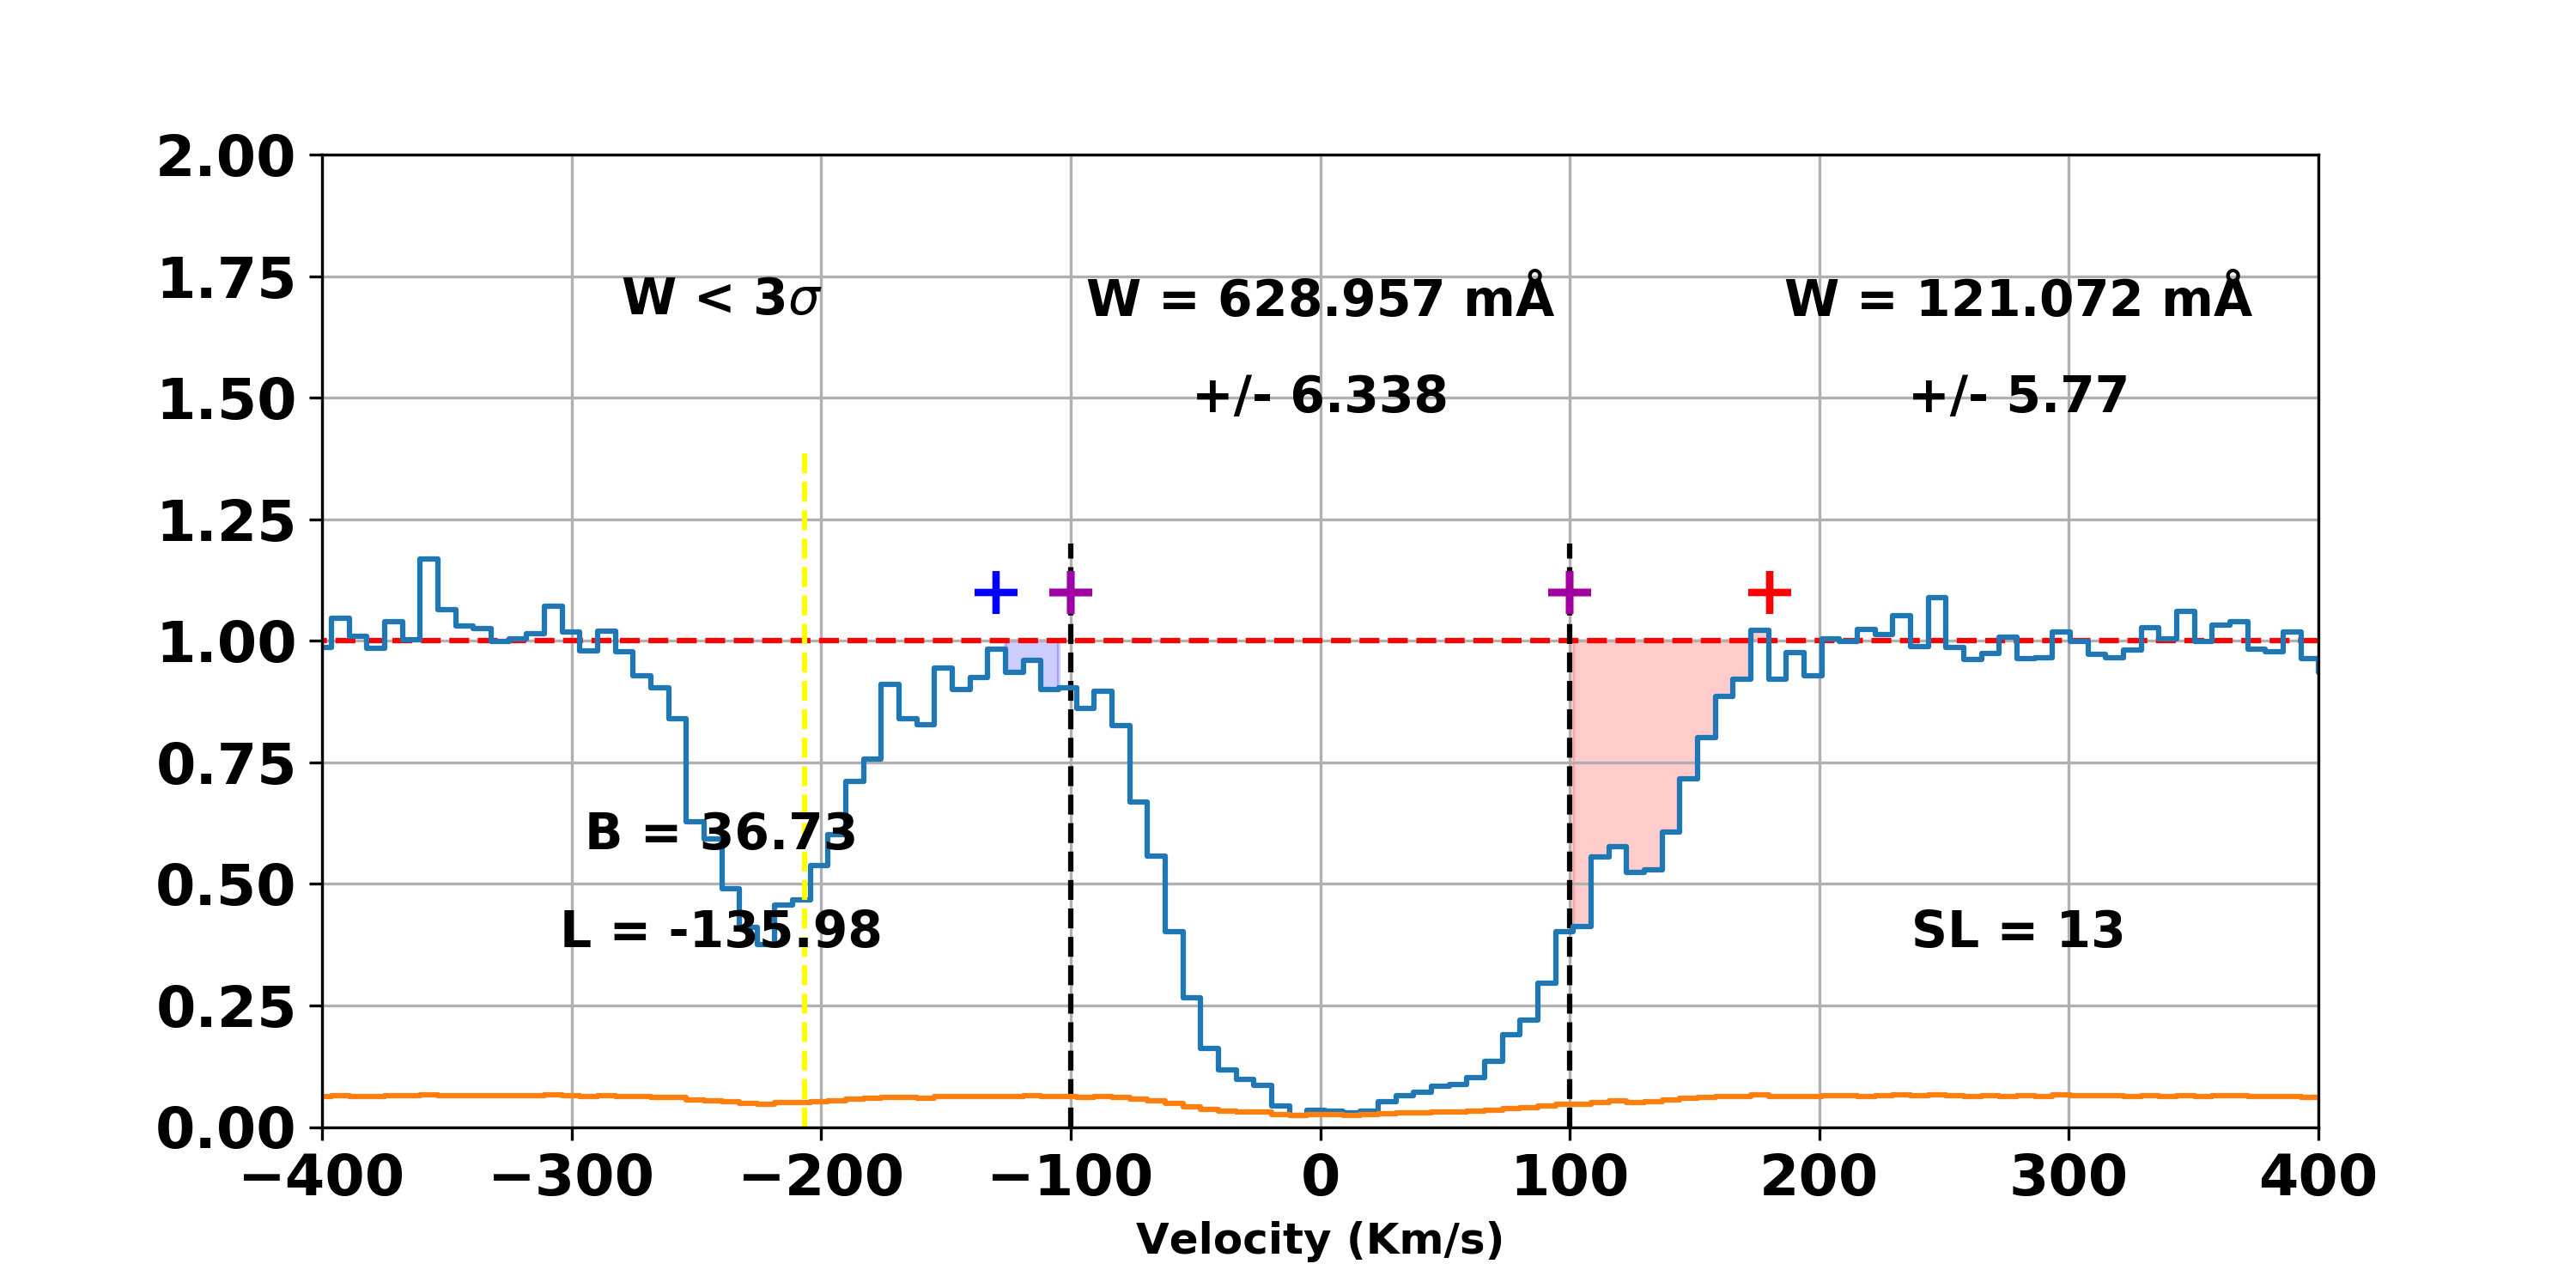 2.00
1.75
1.50
1.25
1.00
0.75
0.50
0.25
0.00
W < 3σ
W = 628.957 mÅ
+/- 6.338
W = 121.072 mÅ
+/- 5.77
B = 36.73
L = -135.98
SL = 13
−400 −300 −200 −100 0 100 200 300 400
Velocity (Km/s)